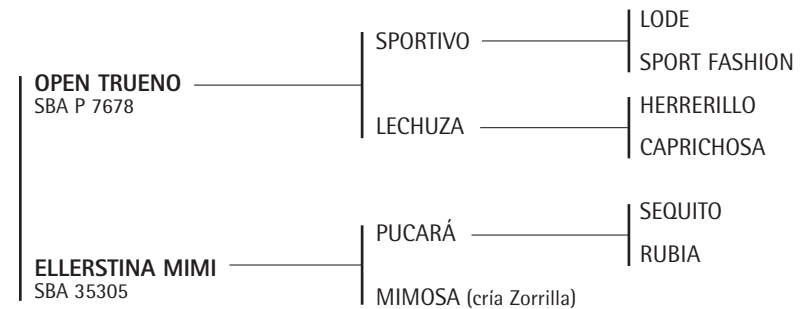 LODE
SPORTIVO
SPORT FASHION
OPEN TRUENO
SBA P 7678
HERRERILLO
LECHUZA
CAPRICHOSA
SEQUITO
PUCARÁ
RUBIA
ELLERSTINA MIMI
SBA 35305
MIMOSA (cría Zorrilla)